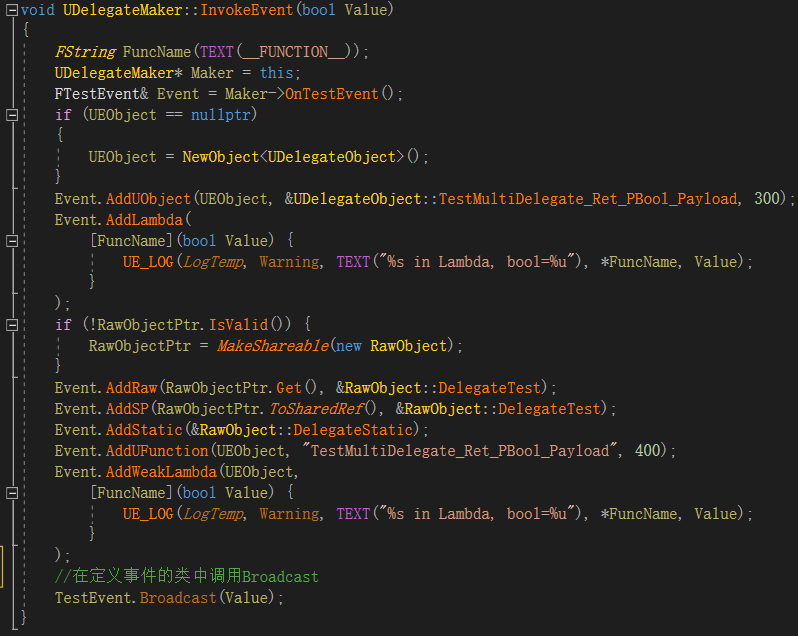 void UDelegateMaker::InvokeEvent(bool Value)
{
FString FuncName(TEXT(__FUNCTION__));
UDelegateMaker* Maker = this;
FTestEvent& Event = Maker->OnTestEvent();
if (UEObject == nullptr)
{
UEObject = NewObject<UDelegateObject>();
}
Event.AddUObject(UEObject, &UDelegateObject::TestMultiDelegate_Ret_PBool_Payload, 300);
Event.AddLambda(
[FuncName](bool Value) {
UE_LOG(LogTemp, Warning, TEXT("%s in Lambda, bool=%u"), *FuncName, Value);
}
);
if (!RawObjectPtr.IsValid()) {
RawObjectPtr = MakeShareable(new RawObject);
}
Event.AddRaw(RawObjectPtr.Get(), &RawObject::DelegateTest);
Event.AddSP(RawObjectPtr.ToSharedRef(), &RawObject::DelegateTest);
Event.AddStatic(&RawObject::DelegateStatic);
Event.AddUFunction(UEObject, "TestMultiDelegate_Ret_PBool_Payload", 400);
Event.AddWeakLambda(UEObject,
[FuncName](bool Value) {
UE_LOG(LogTemp, Warning, TEXT("%s in Lambda, bool=%u"), *FuncName, Value);
}
);
//在定义事件的类中调用Broadcast
TestEvent.Broadcast(Value);
}